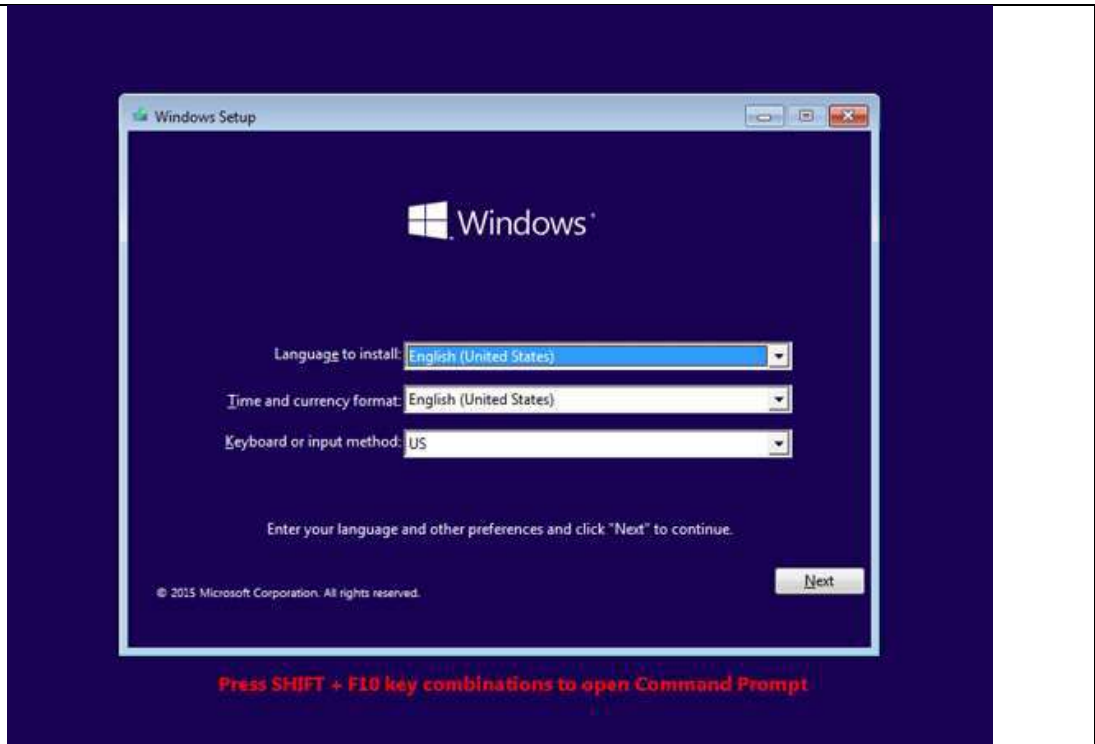 Windows Setup
Windows
Language to install: English (United States)
Time and currency format: English (United States)
Keyboard or input method: US
Enter your language and other preferences and click "Next" to continue.
Next
© 2015 Microsoft Corporation. All rights reserved.
Press SHIFT + F10 key combinations to open Command Prompt